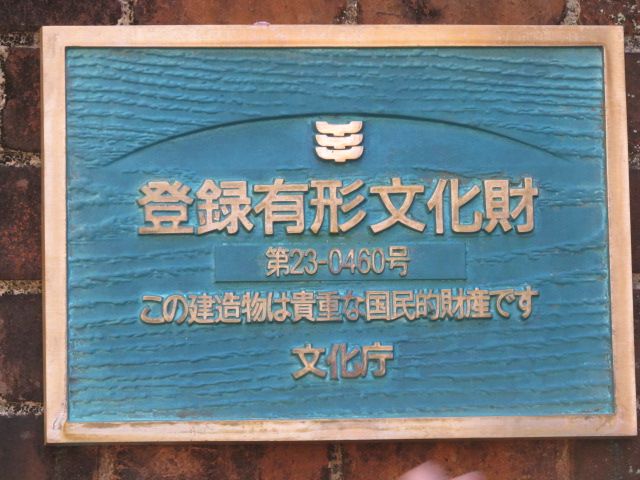 登録有形文化財
第23-0460号
この建造物は貴重な国民的財産です
文化庁